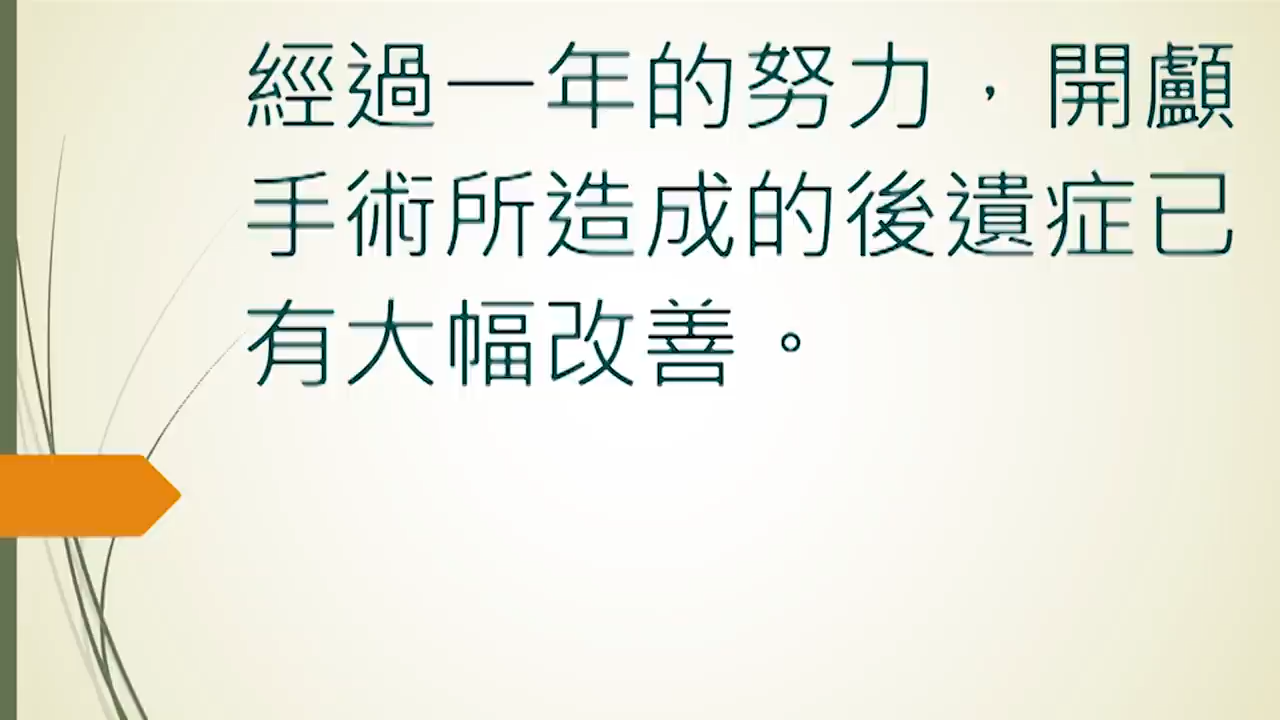 經過一年的努力，開顱
手術所造成的後遺症已
有大幅改善。